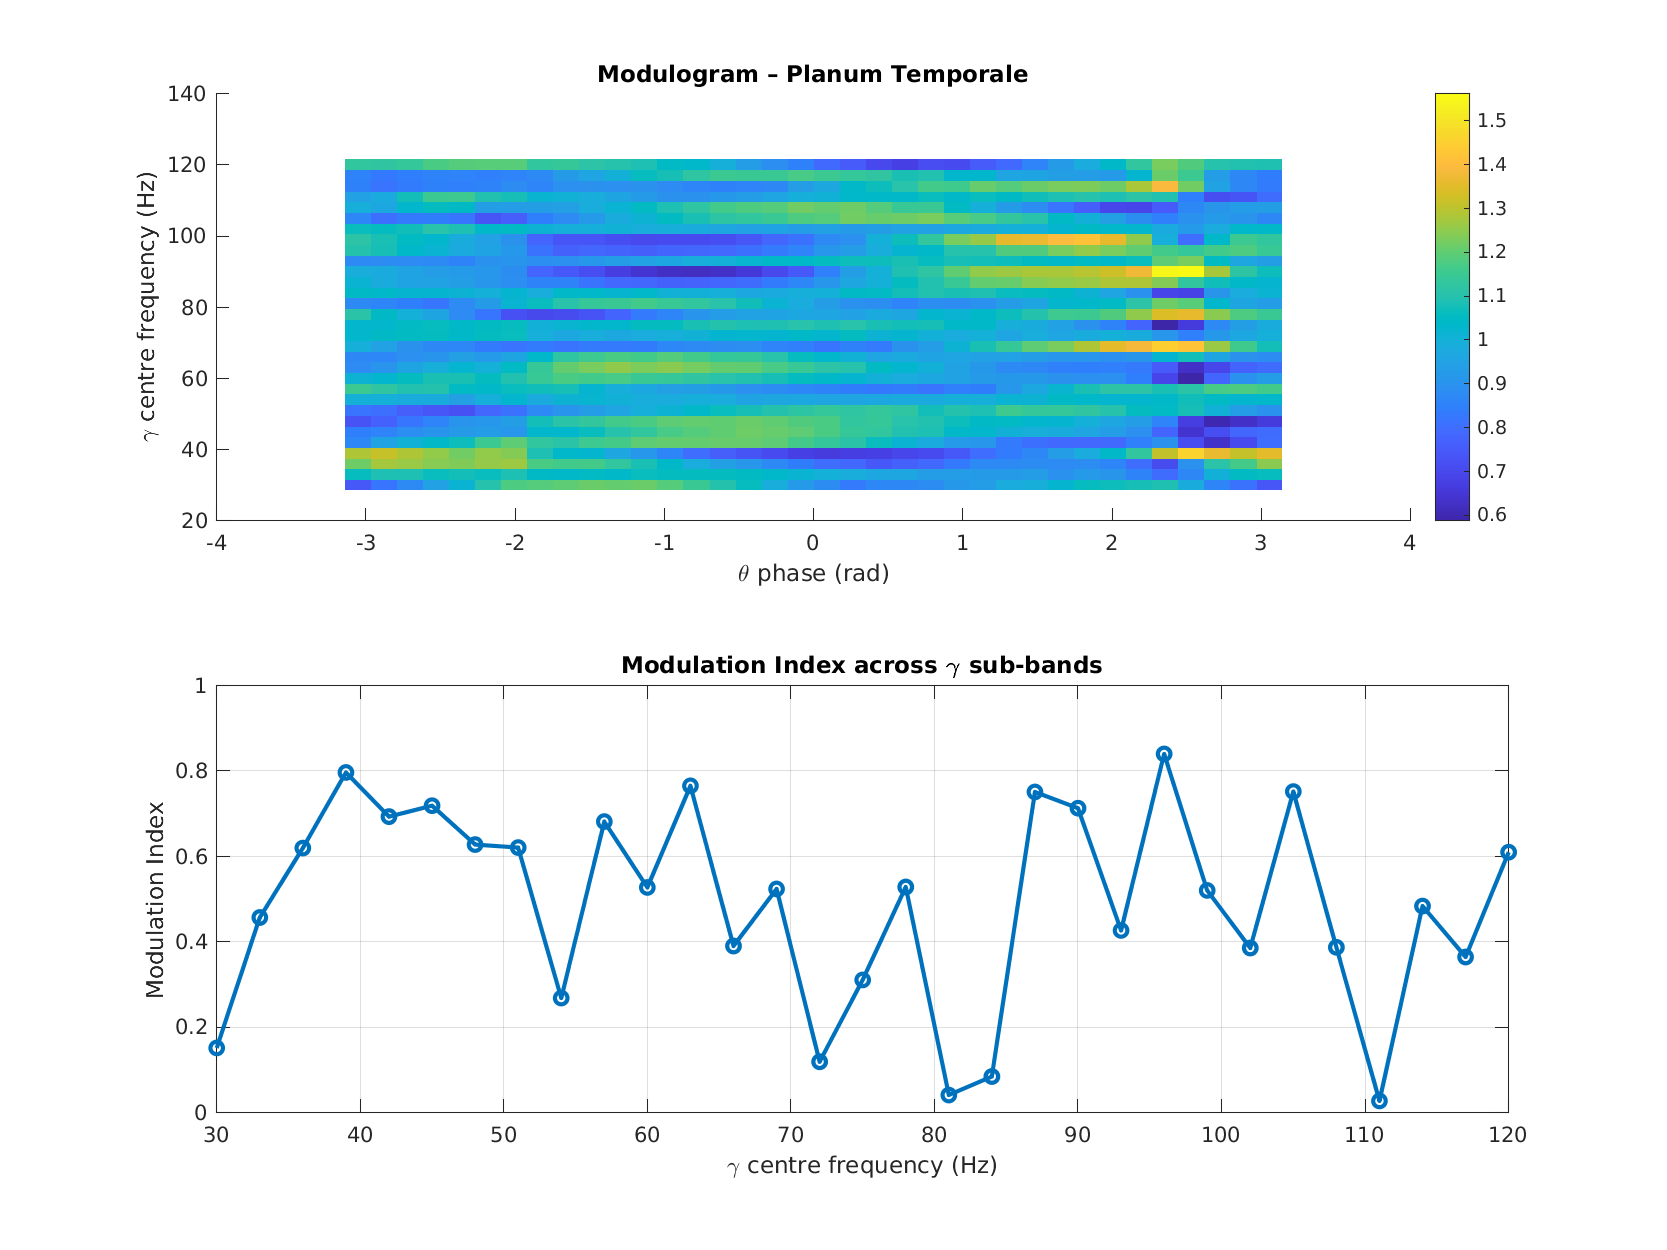 Modulogram – Planum Temporale
140
120
100
80
60
40
20
γ centre frequency (Hz)
-4 -3 -2 -1 0 1 2 3 4
θ phase (rad)
1.5
1.4
1.3
1.2
1.1
1
0.9
0.8
0.7
0.6
Modulation Index across γ sub-bands
1
0.8
0.6
0.4
0.2
0
Modulation Index
30 40 50 60 70 80 90 100 110 120
γ centre frequency (Hz)